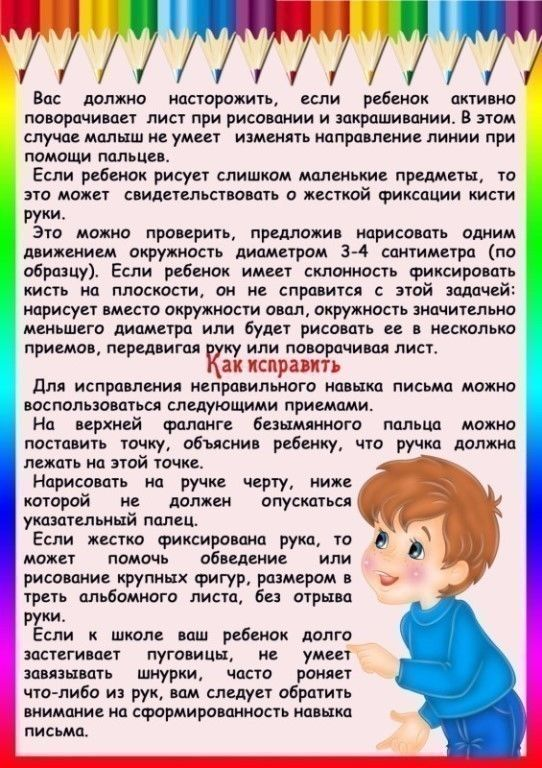 Вас должно насторожить, если ребенок активно
поворачивает лист при рисовании и закрашивании. В этом
случае малыш не умеет изменять направление линии при
помощи пальцев.
Если ребенок рисует слишком маленькие предметы, то
это может свидетельствовать о жесткой фиксации кисти
руки.
Это можно проверить, предложив нарисовать одним
движением окружность диаметром 3-4 сантиметра (по
образцу). Если ребенок имеет склонность фиксировать
кисть на плоскости, он не справится с этой задачей:
нарисует вместо окружности овал, окружность значительно
меньшего диаметра или будет рисовать ее в несколько
приемов, передвигая руку или поворачивая лист.
Как исправить
Для исправления неправильного навыка письма можно
воспользоваться следующими приемами.
На верхней фаланге безымянного пальца можно
поставить точку, объяснив ребенку, что ручка должна
лежать на этой точке.
Нарисовать на ручке черту, ниже
которой не должен опускаться
указательный палец.
Если жестко фиксирована рука, то
может помочь обведение или
рисование крупных фигур, размером в
треть альбомного листа, без отрыва
руки.
Если к школе ваш ребенок долго
застегивает пуговицы, не умеет
завязывать шнурки, часто роняет
что-либо из рук, вам следует обратить
внимание на сформированность навыка
письма.